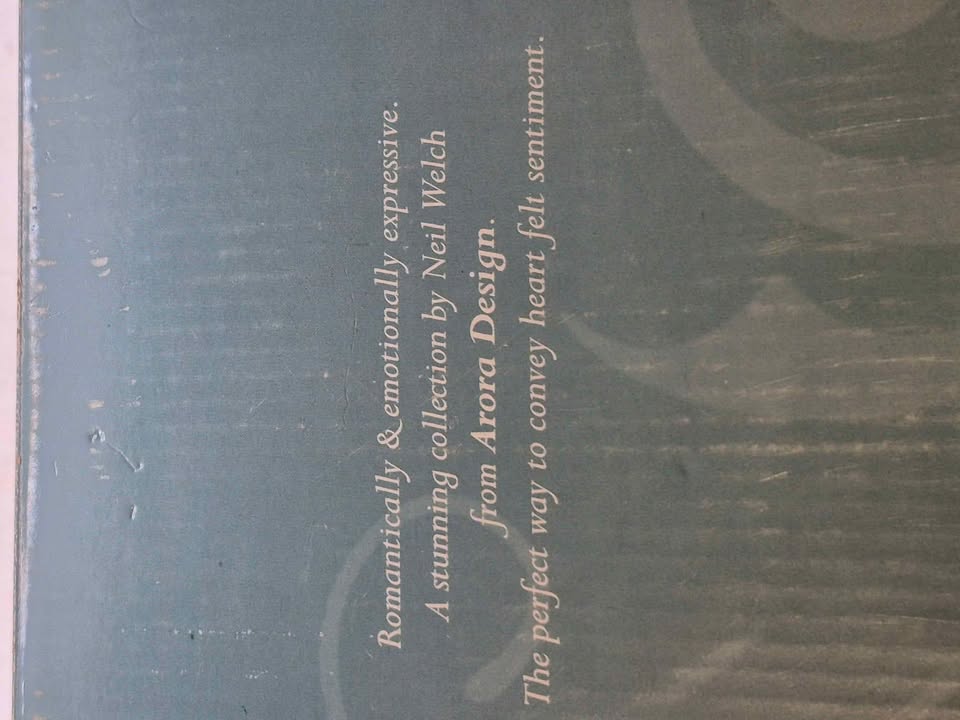 Romantically & emotionally expressive.
A stunning collection by Neil Welch
from Arora Design.
The perfect way to convey heart felt sentiment.